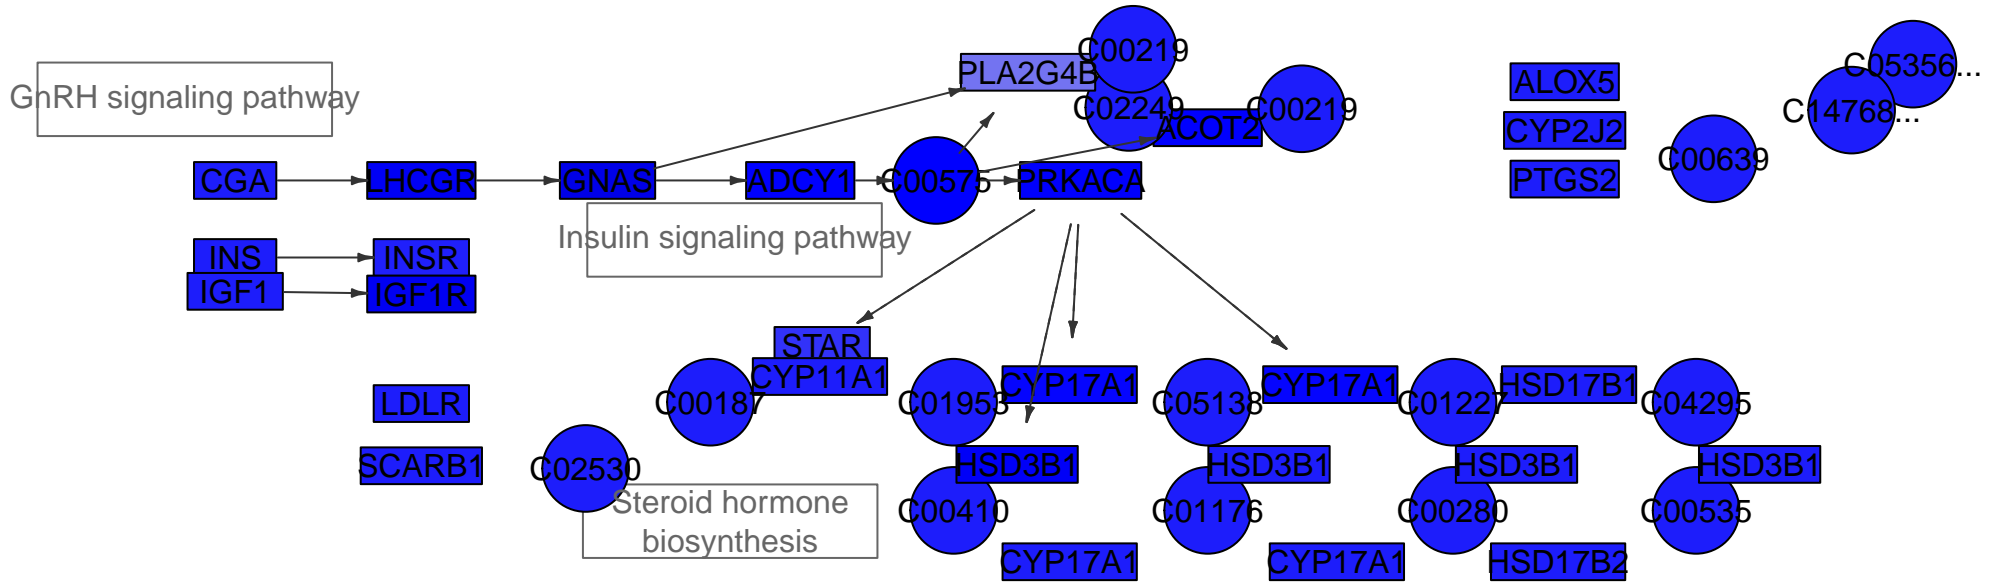 C00219
C05356...
PLA2G4B
GnRH signaling pathway
ALOX5
C02249
ACOT2
C00219
C14768...
CYP2J2
C00639
CGA
LHCGR
GNAS
ADCY1
C00575
PRKACA
PTGS2
Insulin signaling pathway
INS
INSR
IGF1
IGF1R
STAR
CYP11A1
CYP17A1
CYP17A1
HSD17B1
LDLR
C00187
C01953
C05138
C01227
C04295
SCARB1
C02530
HSD3B1
HSD3B1
HSD3B1
HSD3B1
Steroid hormone
biosynthesis
C00410
C01176
C00280
C00535
CYP17A1
CYP17A1
HSD17B2